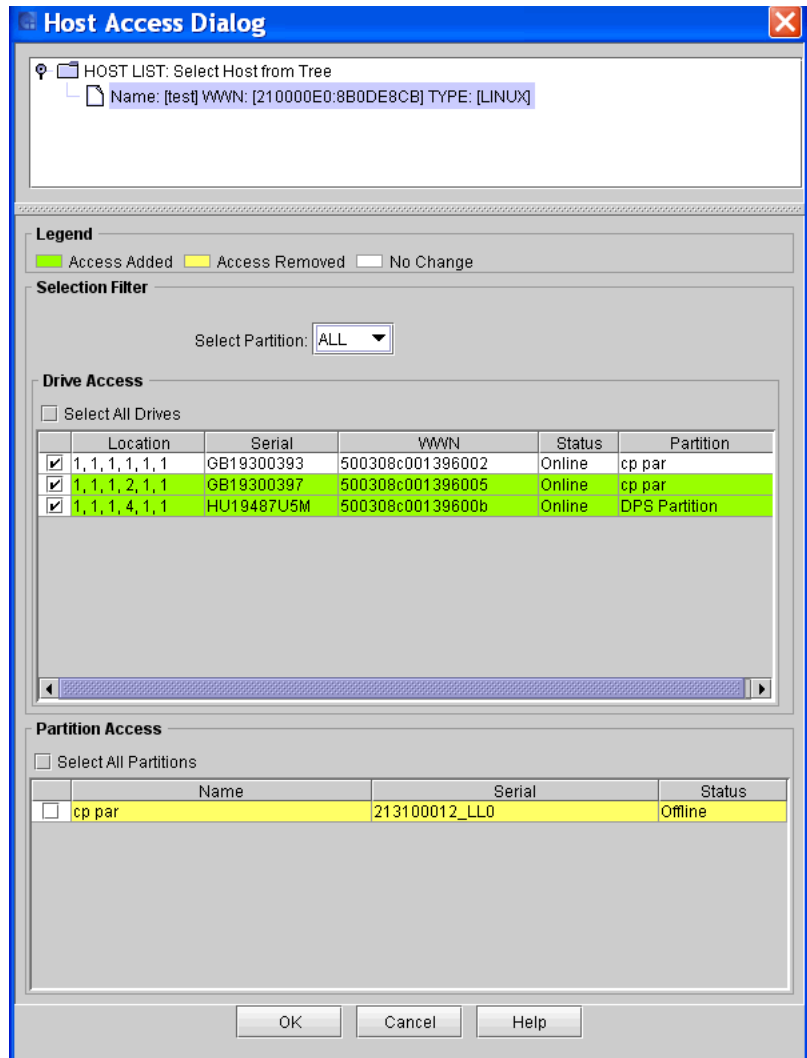 Host Access Dialog
HOST LIST: Select Host from Tree
Name: [test] WWN: [210000E0:8B0DE8CB] TYPE: [LINUX]
Legend
Access Added Access Removed No Change
Selection Filter
Select Partition: ALL
Drive Access
Select All Drives
Location Serial WWN Status Partition
1, 1, 1, 1, 1, 1 GB19300393 500308c001396002 Online cp par
1, 1, 1, 2, 1, 1 GB19300397 500308c001396005 Online cp par
1, 1, 1, 4, 1, 1 HU19487U5M 500308c00139600b Online DPS Partition
Partition Access
Select All Partitions
Name Serial Status
cp par 213100012_LL0 Offline
OK Cancel Help